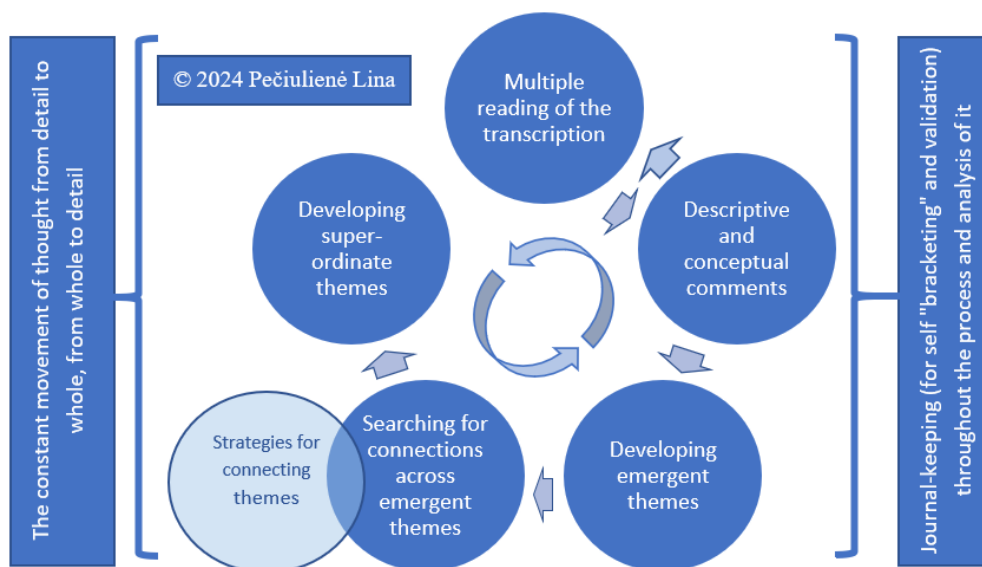 The constant movement of thought from detail to
whole, from whole to detail
© 2024 Pečiulienė Lina
Multiple
reading of the
transcription
Descriptive
and
conceptual
comments
Developing
emergent
themes
Searching for
connections
across
emergent
themes
Strategies for
connecting
themes
Developing
super-
ordinate
themes
Journal-keeping (for self "bracketing" and validation)
throughout the process and analysis of it